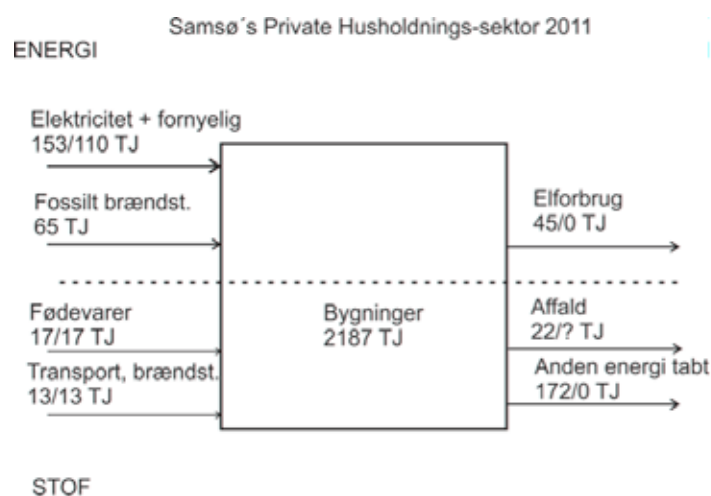 Samsø´s Private Husholdnings-sektor 2011
ENERGI
Elektricitet + fornyelig
153/110 TJ
Fossilt brændst.
65 TJ
Elforbrug
45/0 TJ
Fødevarer
17/17 TJ
Transport, brændst.
13/13 TJ
Bygninger
2187 TJ
Affald
22/? TJ
Anden energi tabt
172/0 TJ
STOF